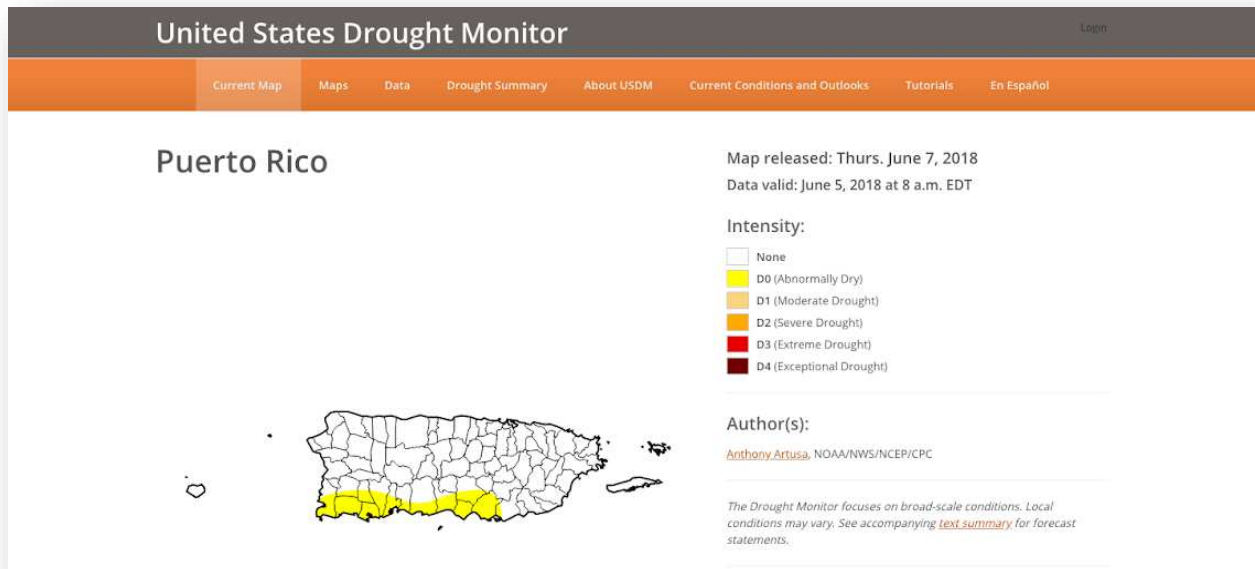 United States Drought Monitor
Login
Current Map Maps Data Drought Summary About USDM Current Conditions and Outlooks Tutorials En Español
Puerto Rico
Map released: Thurs. June 7, 2018
Data valid: June 5, 2018 at 8 a.m. EDT
Intensity:
None
D0 (Abnormally Dry)
D1 (Moderate Drought)
D2 (Severe Drought)
D3 (Extreme Drought)
D4 (Exceptional Drought)
Author(s):
Anthony Artusa, NOAA/NWS/NCEP/CPC
The Drought Monitor focuses on broad-scale conditions. Local
conditions may vary. See accompanying text summary for forecast
statements.